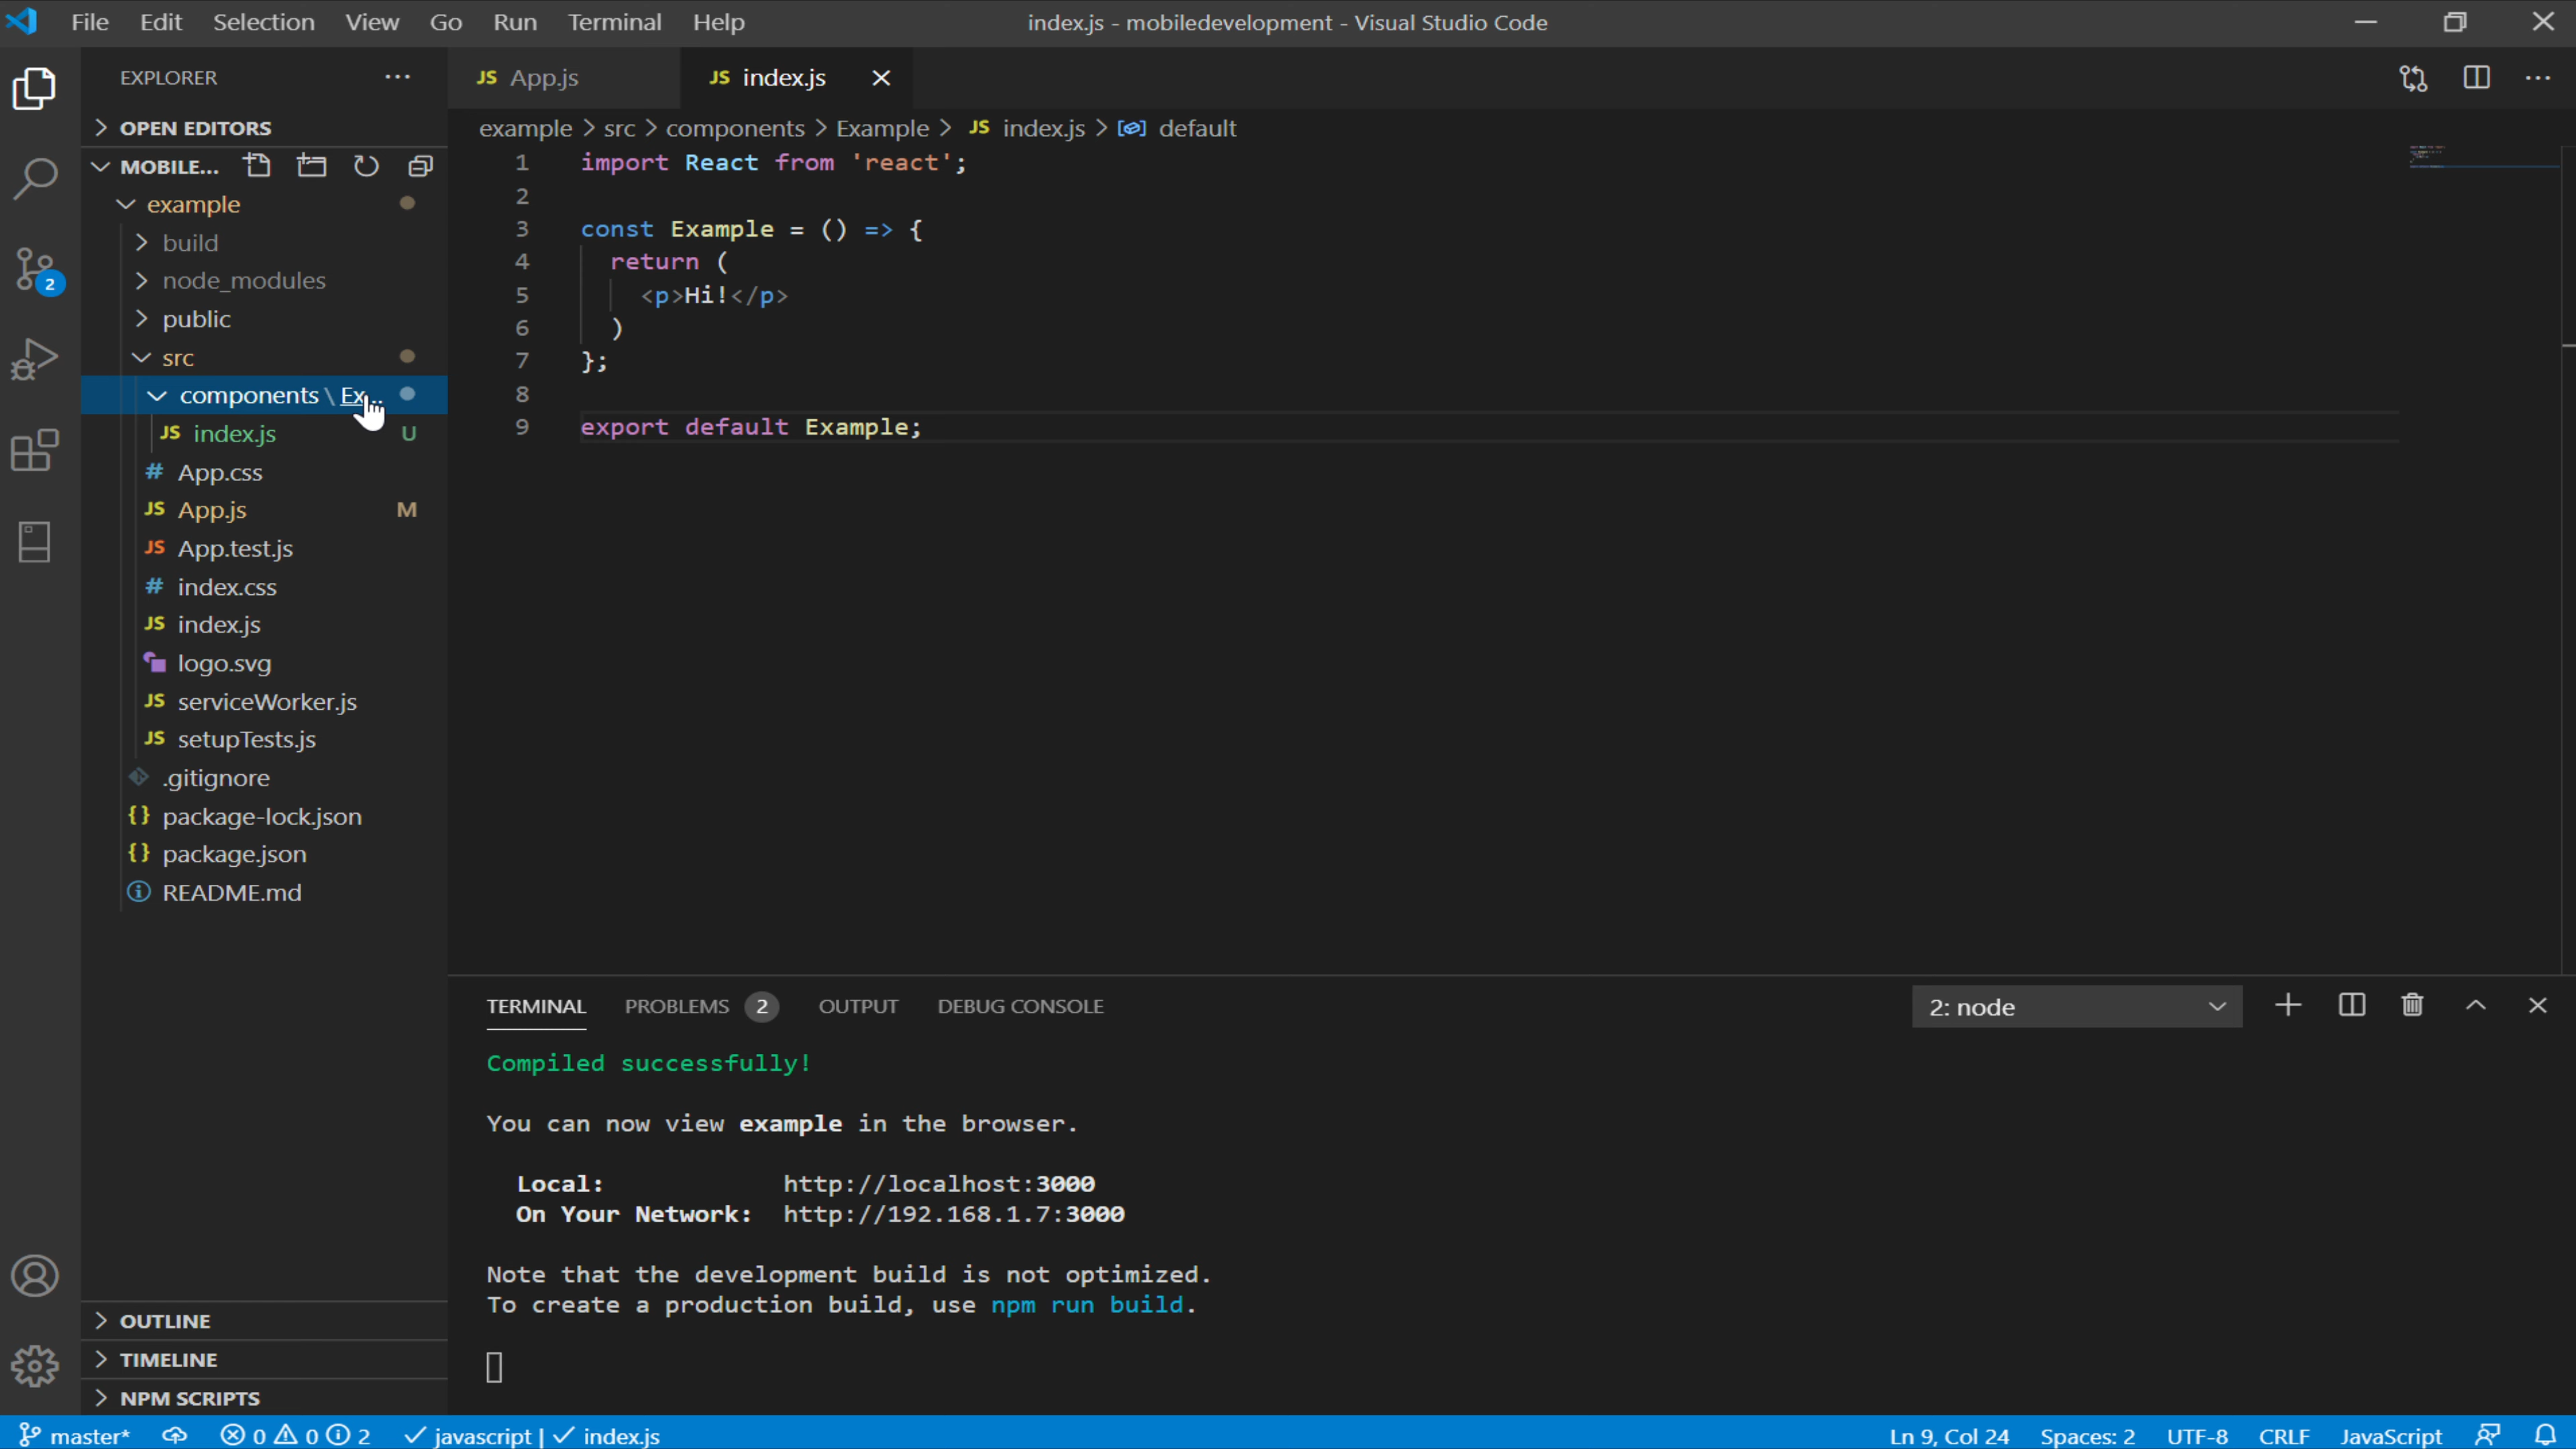 File Edit Selection View Go Run Terminal Help
index.js - mobiledevelopment - Visual Studio Code
EXPLORER
OPEN EDITORS
MOBILE...
example
build
node_modules
public
src
components \ Ex...
JS index.js U
# App.css
JS App.js M
JS App.test.js
# index.css
JS index.js
logo.svg
JS serviceWorker.js
JS setupTests.js
.gitignore
{} package-lock.json
{} package.json
README.md
OUTLINE
TIMELINE
NPM SCRIPTS
2
JS App.js JS index.js
example > src > components > Example > JS index.js > default
1 import React from 'react';
2
3 const Example = () => {
4 return (
5 <p>Hi!</p>
6 )
7 };
8
9 export default Example;
TERMINAL PROBLEMS 2 OUTPUT DEBUG CONSOLE
2: node
Compiled successfully!
You can now view example in the browser.
Local: http://localhost:3000
On Your Network: http://192.168.1.7:3000
Note that the development build is not optimized.
To create a production build, use npm run build.
master* 0 0 2 javascript | index.js
Ln 9, Col 24 Spaces: 2 UTF-8 CRLF JavaScript